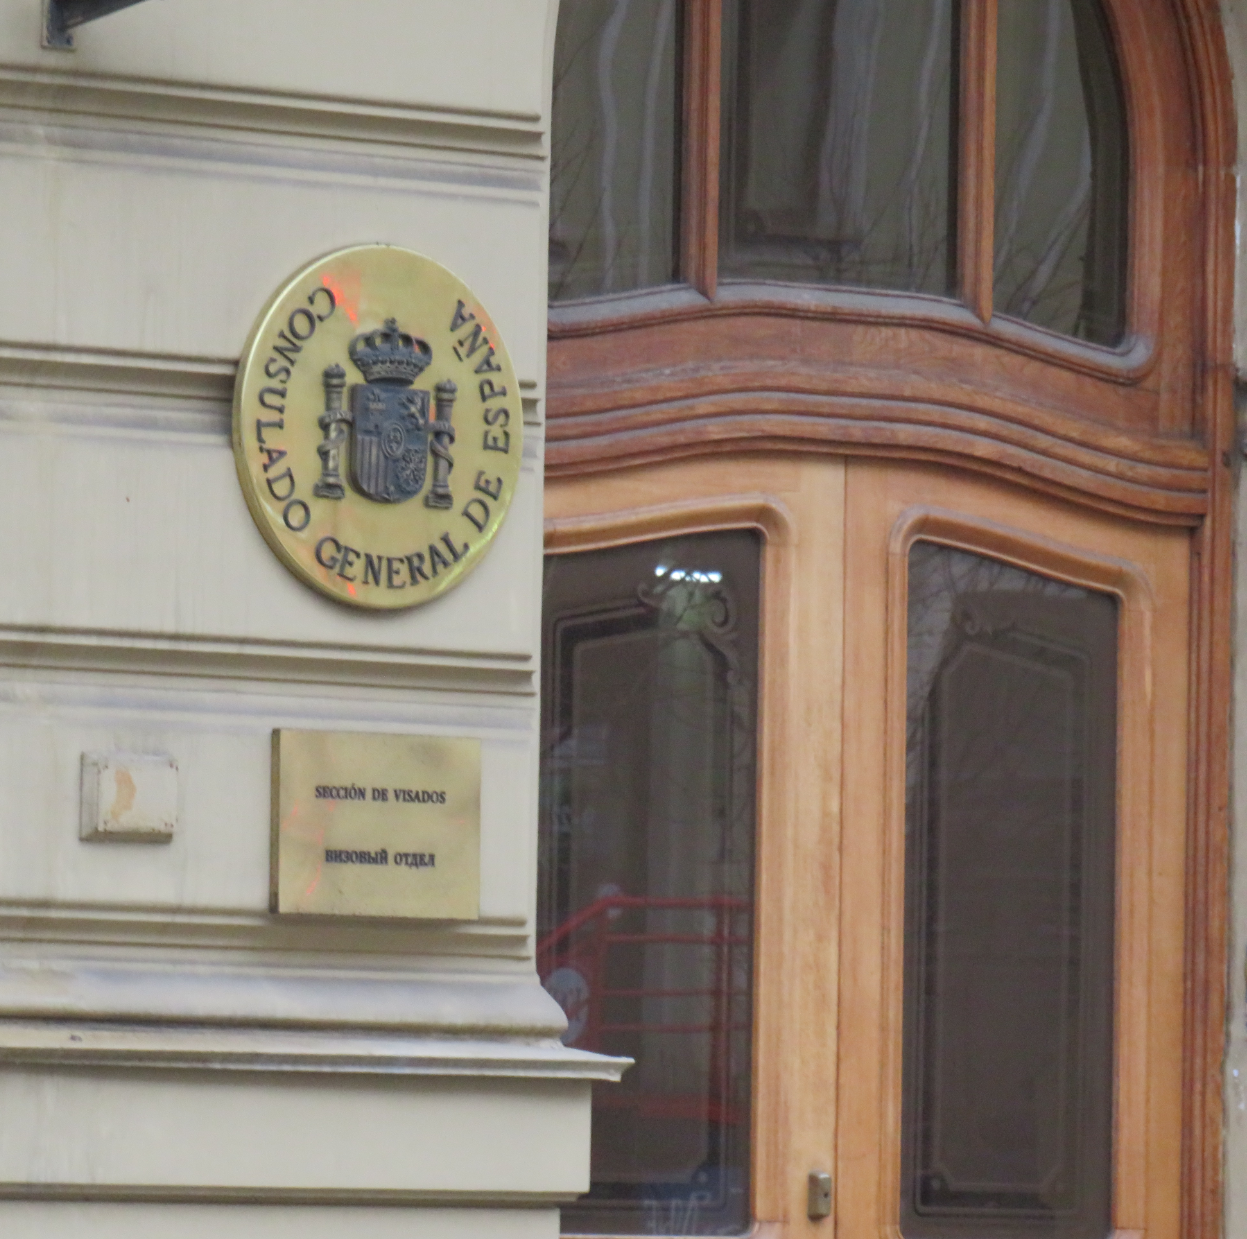 CONSULADO GENERAL DE ESPAÑA
SECCIÓN DE VISADOS
ВИЗОВЫЙ ОТДЕЛ